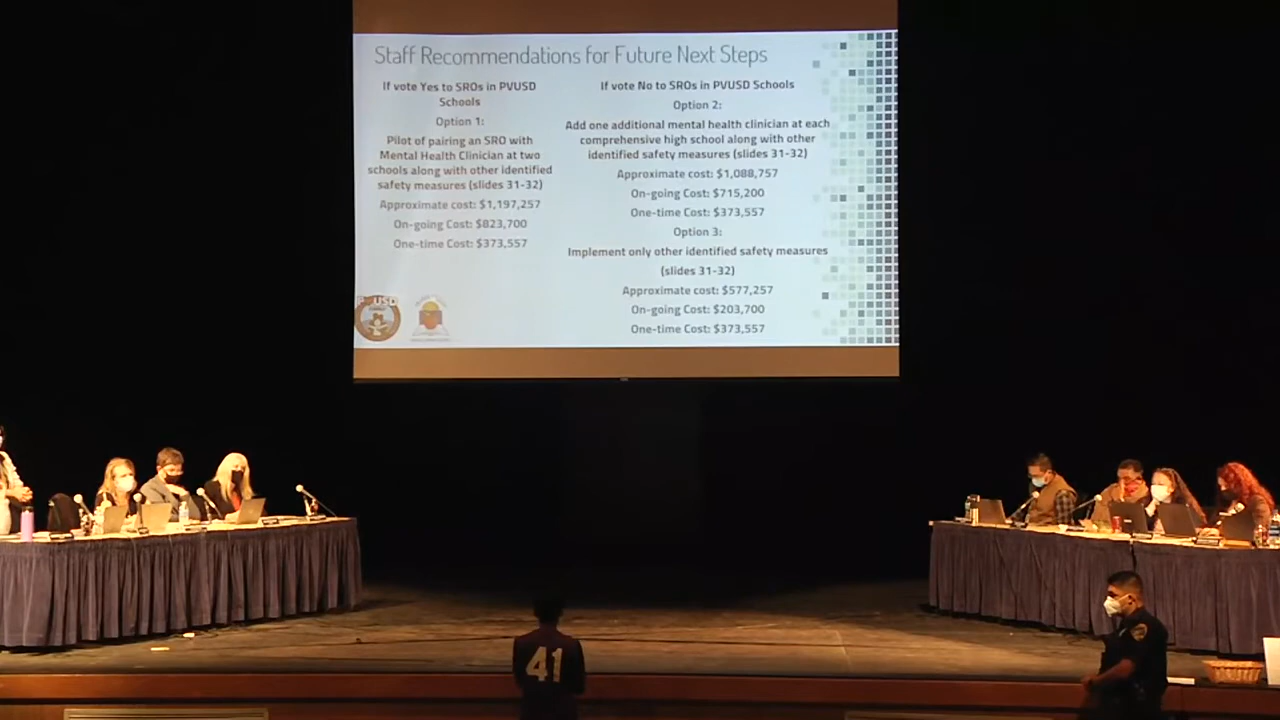 Staff Recommendations for Future Next Steps
If vote Yes to SROs in PVUSD
Schools
Option 1:
Pilot of pairing an SRO with
Mental Health Clinician at two
schools along with other identified
safety measures (slides 31-32)
Approximate cost: $1,197,257
On-going Cost: $823,700
One-time Cost: $373,557
If vote No to SROs in PVUSD Schools
Option 2:
Add one additional mental health clinician at each
comprehensive high school along with other
identified safety measures (slides 31-32)
Approximate cost: $1,088,757
On-going Cost: $715,200
One-time Cost: $373,557
Option 3:
Implement only other identified safety measures
(slides 31-32)
Approximate cost: $577,257
On-going Cost: $203,700
One-time Cost: $373,557
41